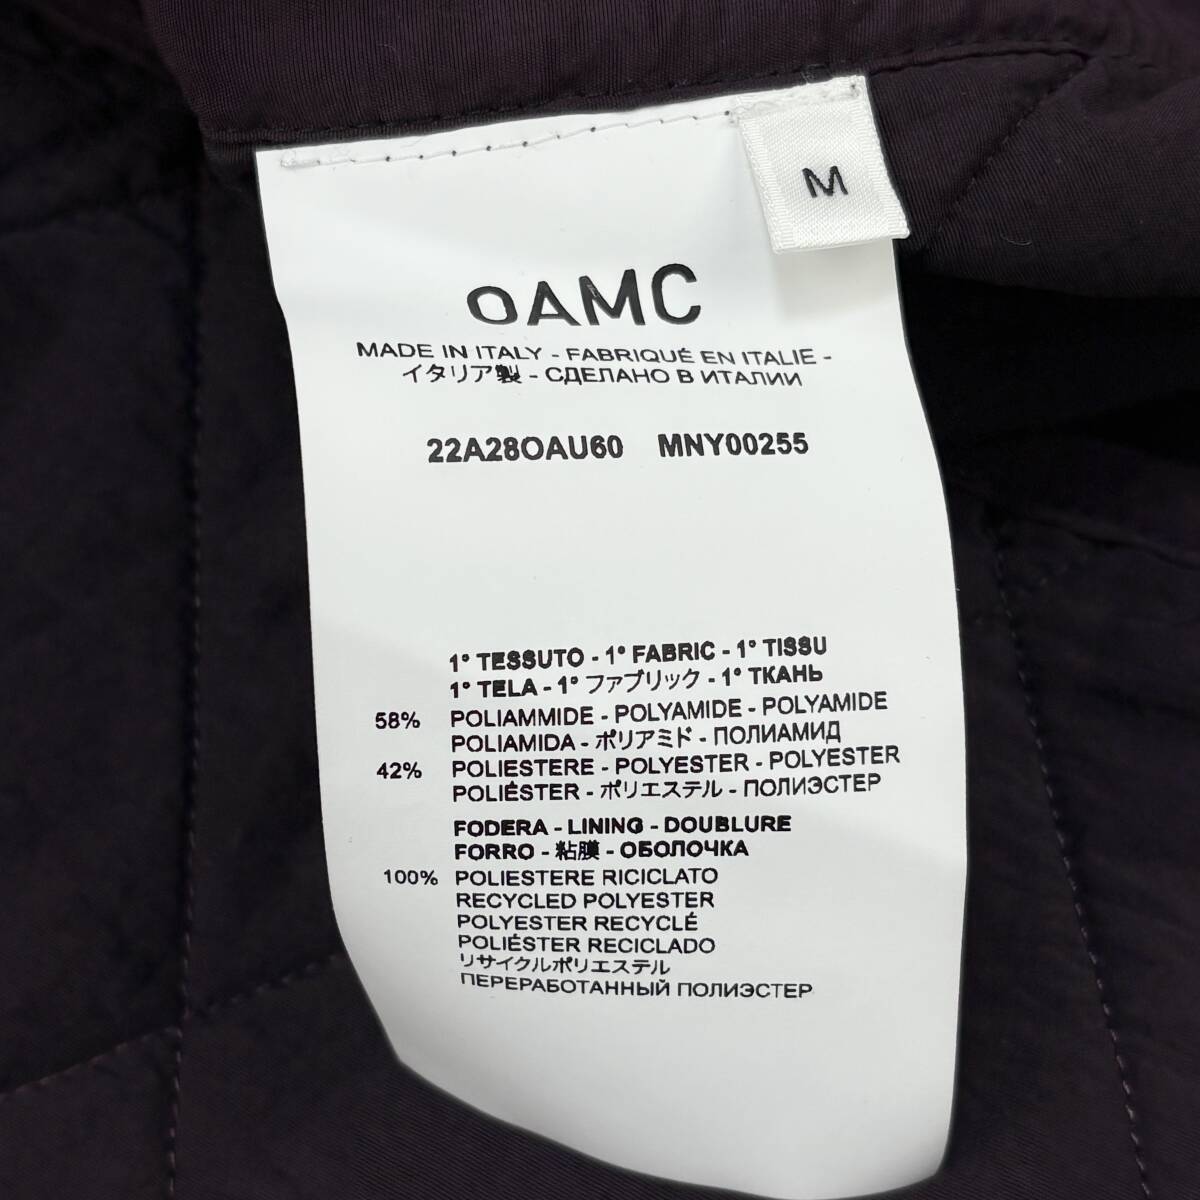 M
OAMC
MADE IN ITALY - FABRIQUÉ EN ITALIE -
イタリア製 - СДЕЛАНО В ИТАЛИИ
22A28OAU60 MNY00255
1° TESSUTO - 1° FABRIC - 1° TISSU
1° TELA - 1° ファブリック - 1° ТКАНЬ
58% POLIAMMIDE - POLYAMIDE - POLYAMIDE
POLIAMIDA - ポリアミド - ПОЛИАМИД
42% POLIESTERE - POLYESTER - POLYESTER
POLIÉSTER - ポリエステル - ПОЛИЭСТЕР
FODERA - LINING - DOUBLURE
FORRO - 粘膜 - ОБОЛОЧКА
100% POLIESTERE RICICLATO
RECYCLED POLYESTER
POLYESTER RECYCLÉ
POLIÉSTER RECICLADO
リサイクルポリエステル
ПЕРЕРАБОТАННЫЙ ПОЛИЭСТЕР